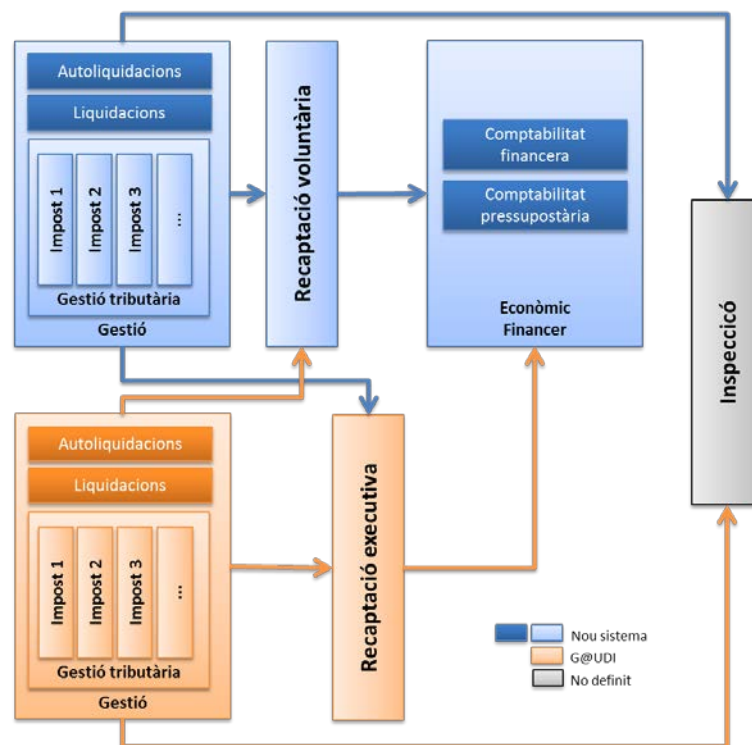 Autoliquidacions
Liquidacions
Impost 1
Impost 2
Impost 3
...
Gestió tributària
Gestió
Recaptació voluntària
Comptabilitat
financera
Comptabilitat
pressupostària
Econòmic
Financer
Inspeccicó
Autoliquidacions
Liquidacions
Impost 1
Impost 2
Impost 3
...
Gestió tributària
Gestió
Recaptació executiva
Nou sistema
G@UDI
No definit